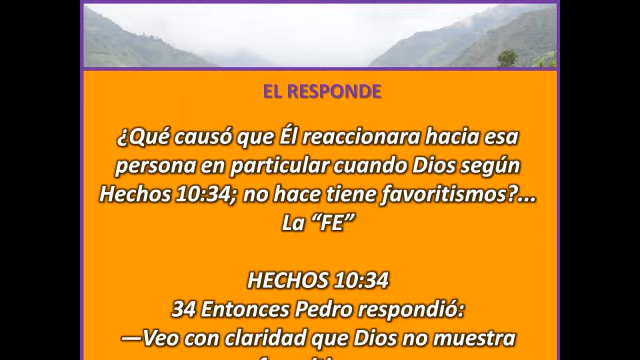 EL RESPONDE
¿Qué causó que Él reaccionara hacia esa
persona en particular cuando Dios según
Hechos 10:34; no hace tiene favoritismos?...
La “FE”
HECHOS 10:34
34 Entonces Pedro respondió:
—Veo con claridad que Dios no muestra